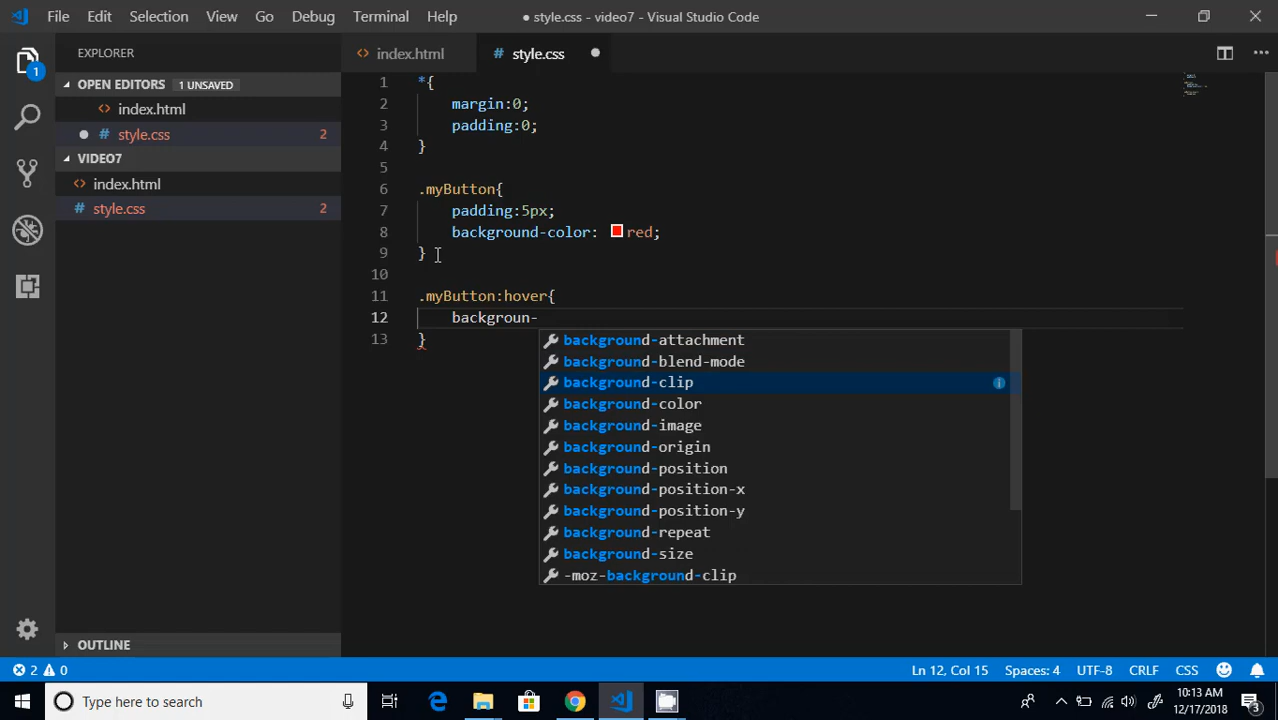 File Edit Selection View Go Debug Terminal Help
● style.css - video7 - Visual Studio Code
EXPLORER
OPEN EDITORS 1 UNSAVED
index.html
style.css 2
VIDEO7
index.html
style.css 2
OUTLINE
1
index.html
# style.css
1 *{
2 margin:0;
3 padding:0;
4 }
5
6 .myButton{
7 padding:5px;
8 background-color: red;
9 }
10
11 .myButton:hover{
12 backgroun-
13 }
background-attachment
background-blend-mode
background-clip
background-color
background-image
background-origin
background-position
background-position-x
background-position-y
background-repeat
background-size
-moz-background-clip
2 0
Ln 12, Col 15 Spaces: 4 UTF-8 CRLF CSS
Type here to search
10:13 AM
12/17/2018
3